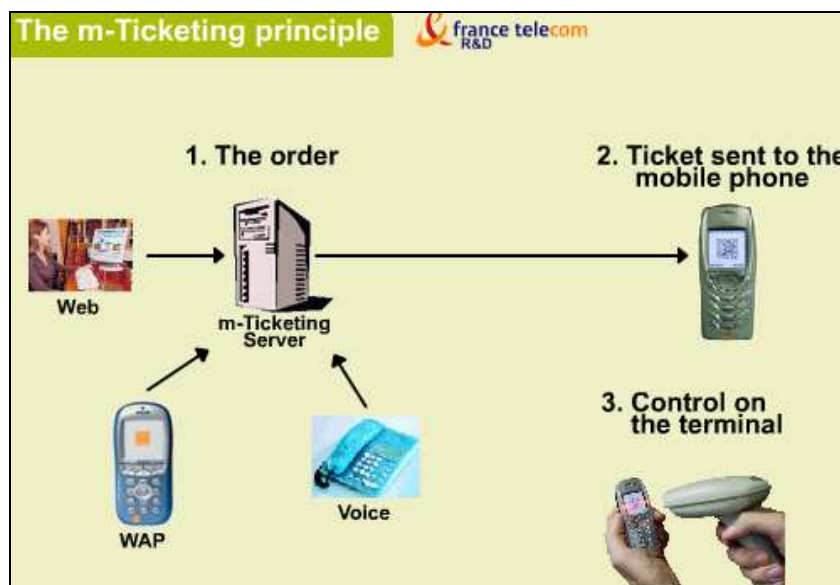 The m-Ticketing principle
france telecom
R&D
1. The order
2. Ticket sent to the
mobile phone
Web
m-Ticketing
Server
3. Control on
the terminal
WAP
Voice